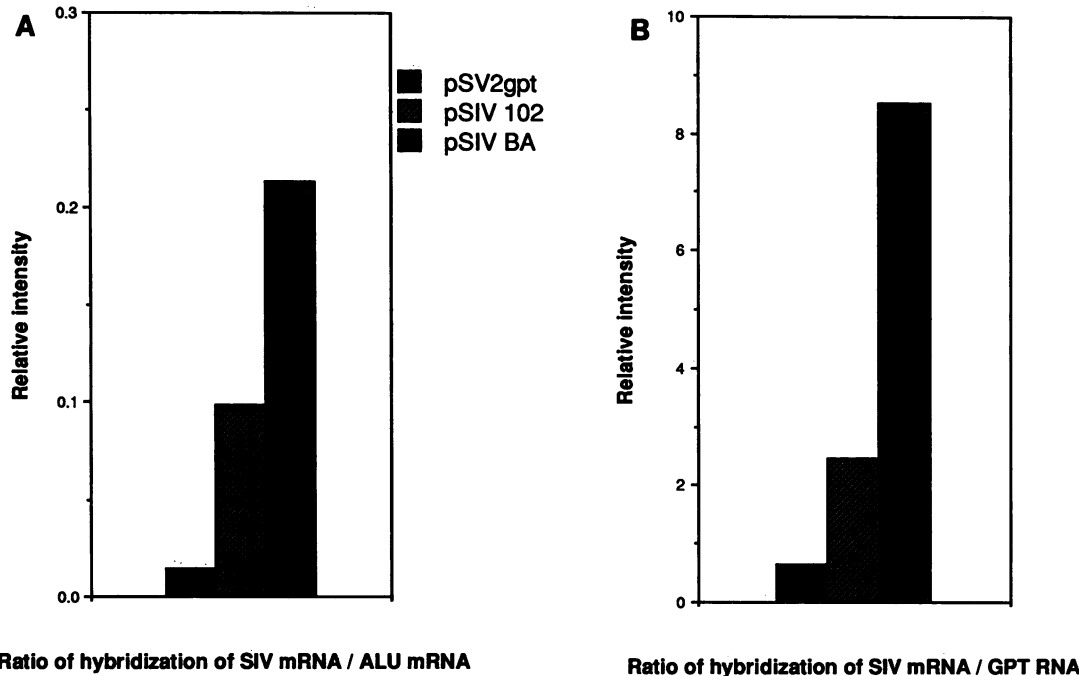 A
0.3
0.2
0.1
0.0
Relative intensity
pSV2gpt
pSIV 102
pSIV BA
Ratio of hybridization of SIV mRNA / ALU mRNA
B
10
8
6
4
2
0
Relative intensity
Ratio of hybridization of SIV mRNA / GPT RNA